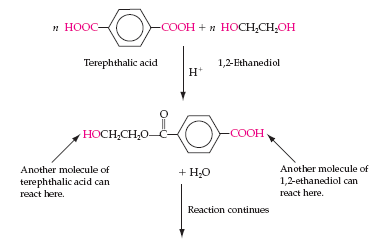 n HOOC- -COOH + n HOCH₂CH₂OH
Terephthalic acid 1,2-Ethanediol
H⁺
O
HOCH₂CH₂O-C- -COOH
Another molecule of
terephthalic acid can
react here.
+ H₂O
Another molecule of
1,2-ethanediol can
react here.
Reaction continues